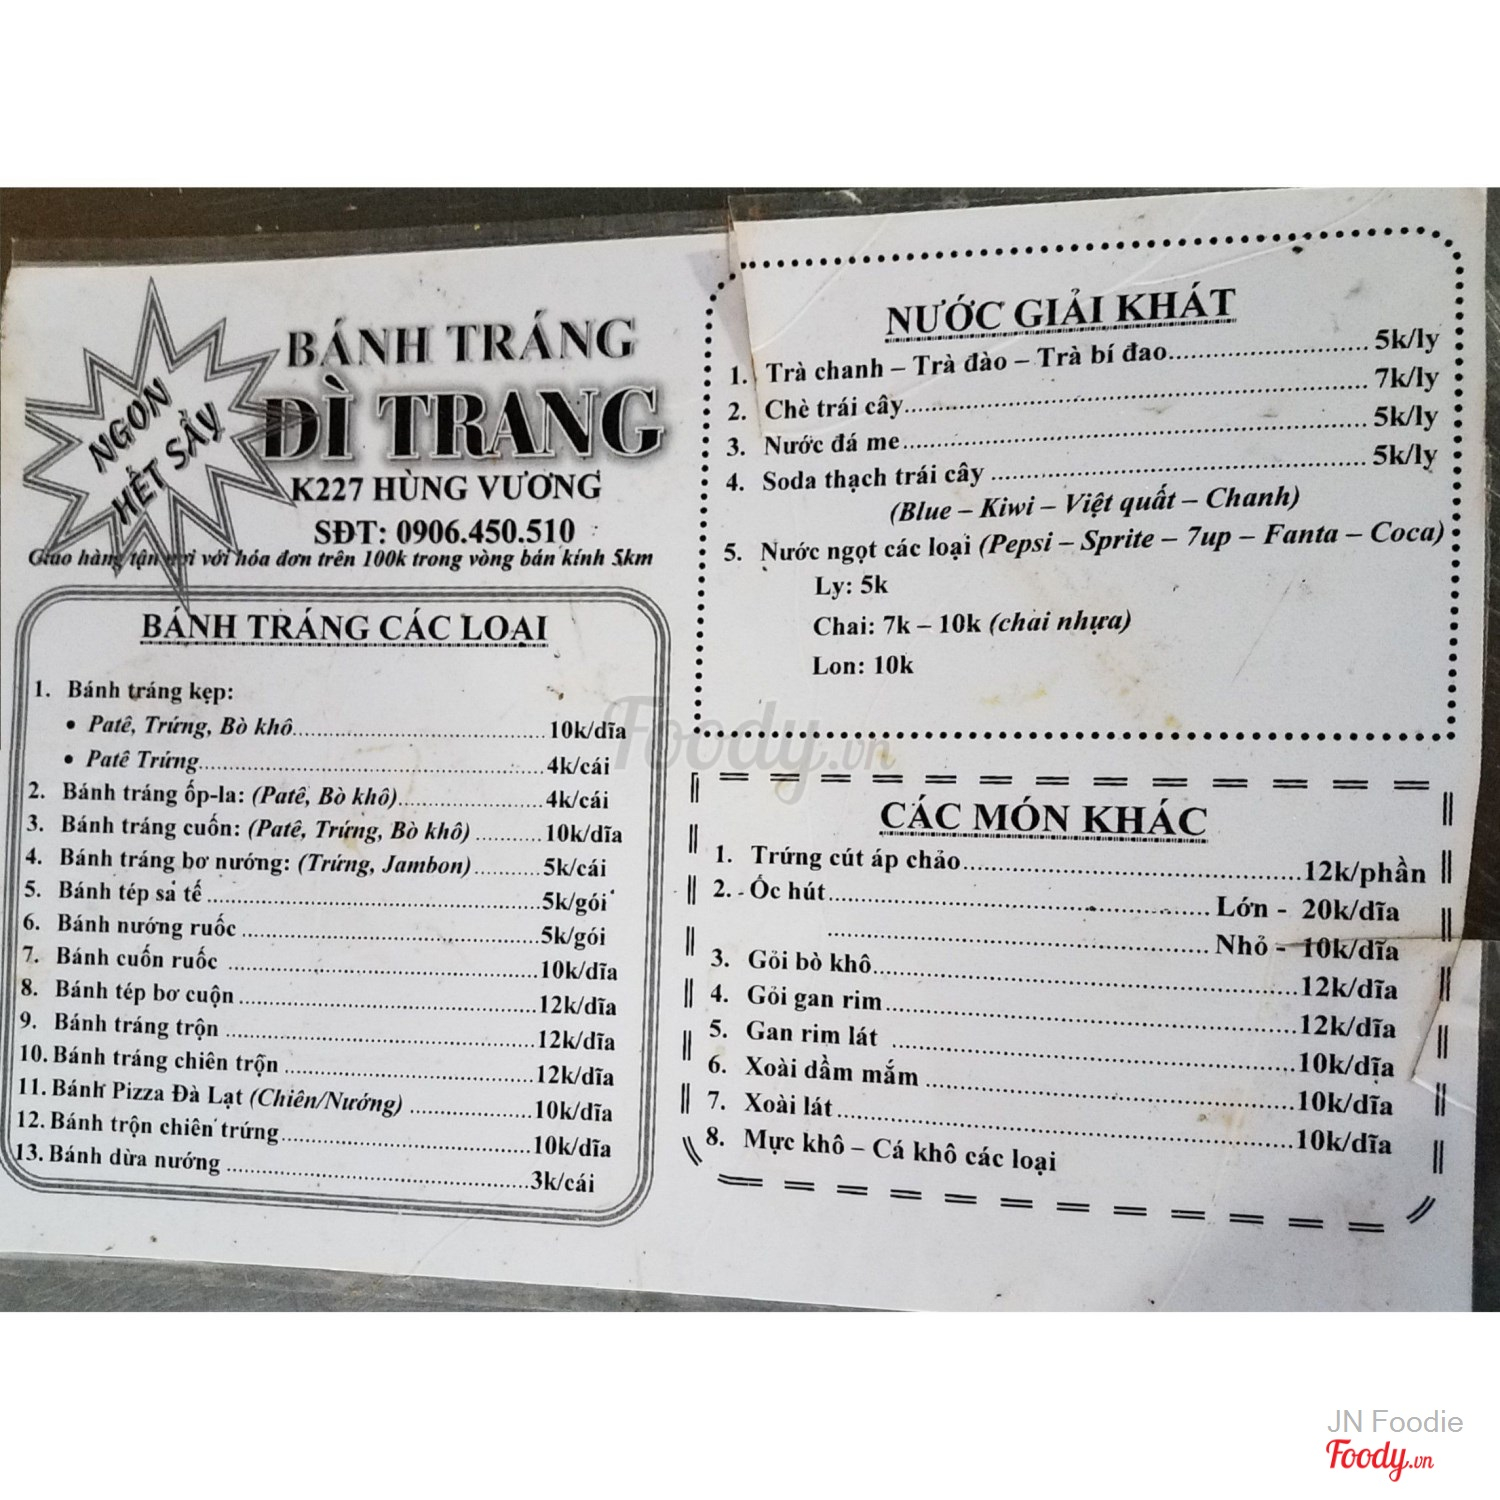 NGON
HẾT SẨY
BÁNH TRÁNG
DÌ TRANG
K227 HÙNG VƯƠNG
SĐT: 0906.450.510
Giao hàng tận nơi với hóa đơn trên 100k trong vòng bán kính 5km
BÁNH TRÁNG CÁC LOẠI
1. Bánh tráng kẹp:
• Patê, Trứng, Bò khô..........10k/dĩa
• Patê Trứng..........4k/cái
2. Bánh tráng ốp-la: (Patê, Bò khô)..........4k/cái
3. Bánh tráng cuốn: (Patê, Trứng, Bò khô)..........10k/dĩa
4. Bánh tráng bơ nướng: (Trứng, Jambon)..........5k/cái
5. Bánh tép sa tế..........5k/gói
6. Bánh nướng ruốc..........5k/gói
7. Bánh cuốn ruốc..........10k/dĩa
8. Bánh tép bơ cuộn..........12k/dĩa
9. Bánh tráng trộn..........12k/dĩa
10. Bánh tráng chiên trộn..........12k/dĩa
11. Bánh Pizza Đà Lạt (Chiên/Nướng)..........10k/dĩa
12. Bánh trộn chiên trứng..........10k/dĩa
13. Bánh dừa nướng..........3k/cái
NƯỚC GIẢI KHÁT
1. Trà chanh – Trà đào – Trà bí đao..........5k/ly
2. Chè trái cây..........7k/ly
3. Nước đá me..........5k/ly
4. Soda thạch trái cây..........5k/ly
(Blue – Kiwi – Việt quất – Chanh)
5. Nước ngọt các loại (Pepsi – Sprite – 7up – Fanta – Coca)
Ly: 5k
Chai: 7k – 10k (chai nhựa)
Lon: 10k
CÁC MÓN KHÁC
1. Trứng cút áp chảo..........12k/phần
2. Ốc hút..........Lớn - 20k/dĩa
..........Nhỏ - 10k/dĩa
3. Gỏi bò khô..........12k/dĩa
4. Gỏi gan rim..........12k/dĩa
5. Gan rim lát..........10k/dĩa
6. Xoài dầm mắm..........10k/dĩa
7. Xoài lát..........10k/dĩa
8. Mực khô – Cá khô các loại
Foody.vn
JN Foodie
Foody.vn